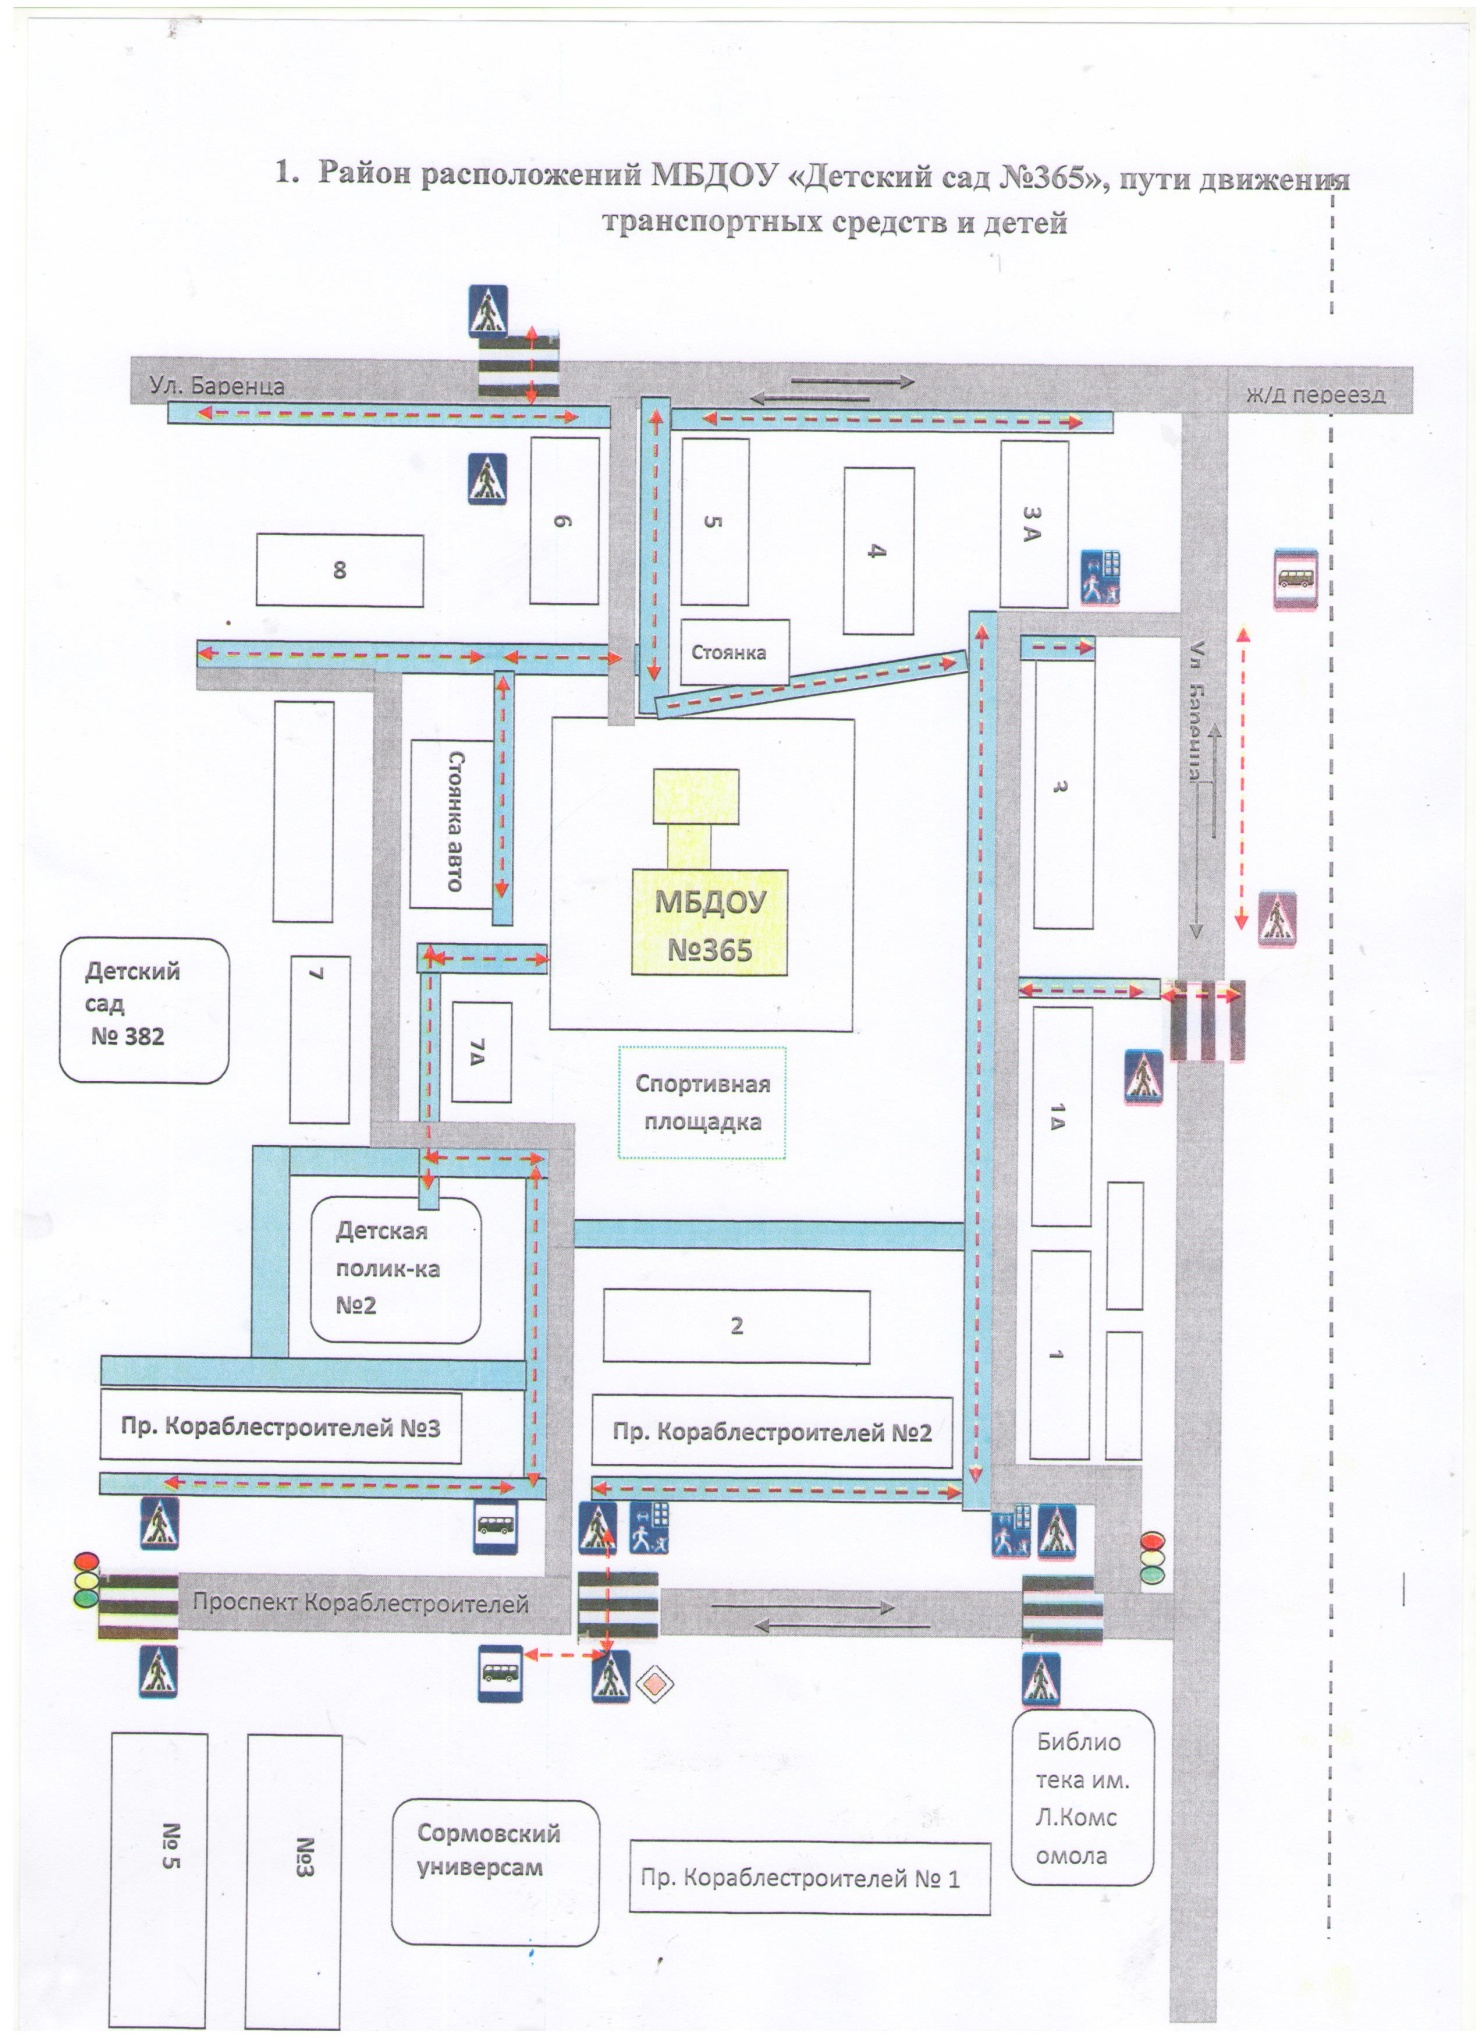 1. Район расположений МБДОУ «Детский сад №365», пути движения
транспортных средств и детей
Ул. Баренца
ж/д переезд
6
5
4
3 А
8
Стоянка
Ул. Баренца
3
Стоянка авто
МБДОУ
№365
Детский
сад
№ 382
7
7А
Спортивная
площадка
1А
Детская
полик-ка
№2
2
1
Пр. Кораблестроителей №3
Пр. Кораблестроителей №2
Проспект Кораблестроителей
Библио
тека им.
Л.Комс
омола
№ 5
№3
Сормовский
универсам
Пр. Кораблестроителей № 1